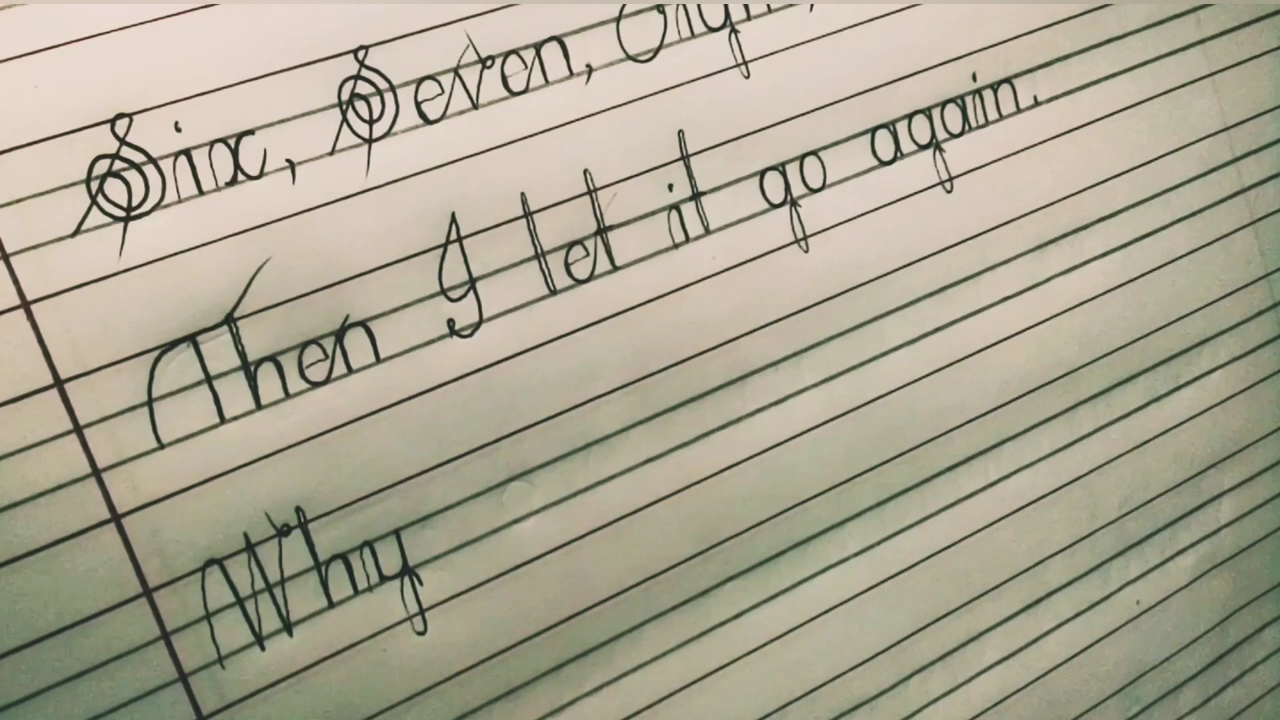 Six, Seven,
Then I let it go again.
Why